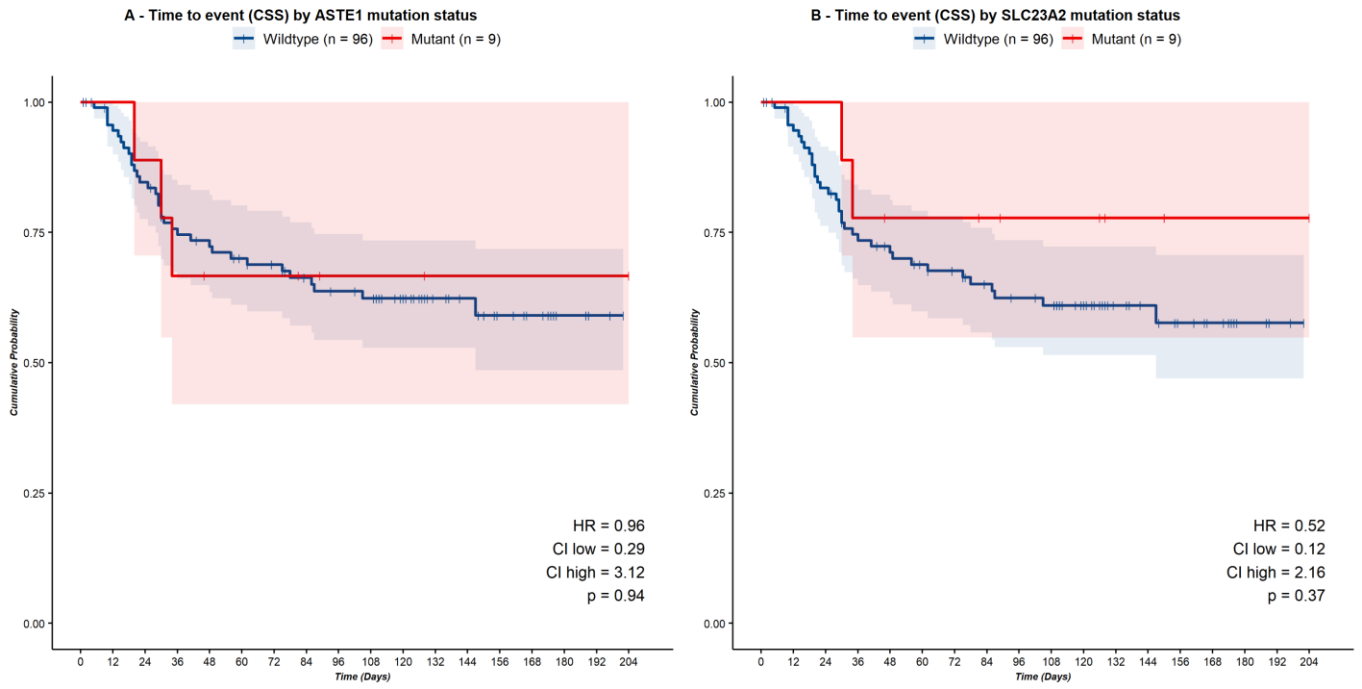 A - Time to event (CSS) by ASTE1 mutation status
Wildtype (n = 96) Mutant (n = 9)
1.00
0.75
0.50
0.25
0.00
Cumulative Probability
HR = 0.96
CI low = 0.29
CI high = 3.12
p = 0.94
0 12 24 36 48 60 72 84 96 108 120 132 144 156 168 180 192 204
Time (Days)
B - Time to event (CSS) by SLC23A2 mutation status
Wildtype (n = 96) Mutant (n = 9)
1.00
0.75
0.50
0.25
0.00
Cumulative Probability
HR = 0.52
CI low = 0.12
CI high = 2.16
p = 0.37
0 12 24 36 48 60 72 84 96 108 120 132 144 156 168 180 192 204
Time (Days)